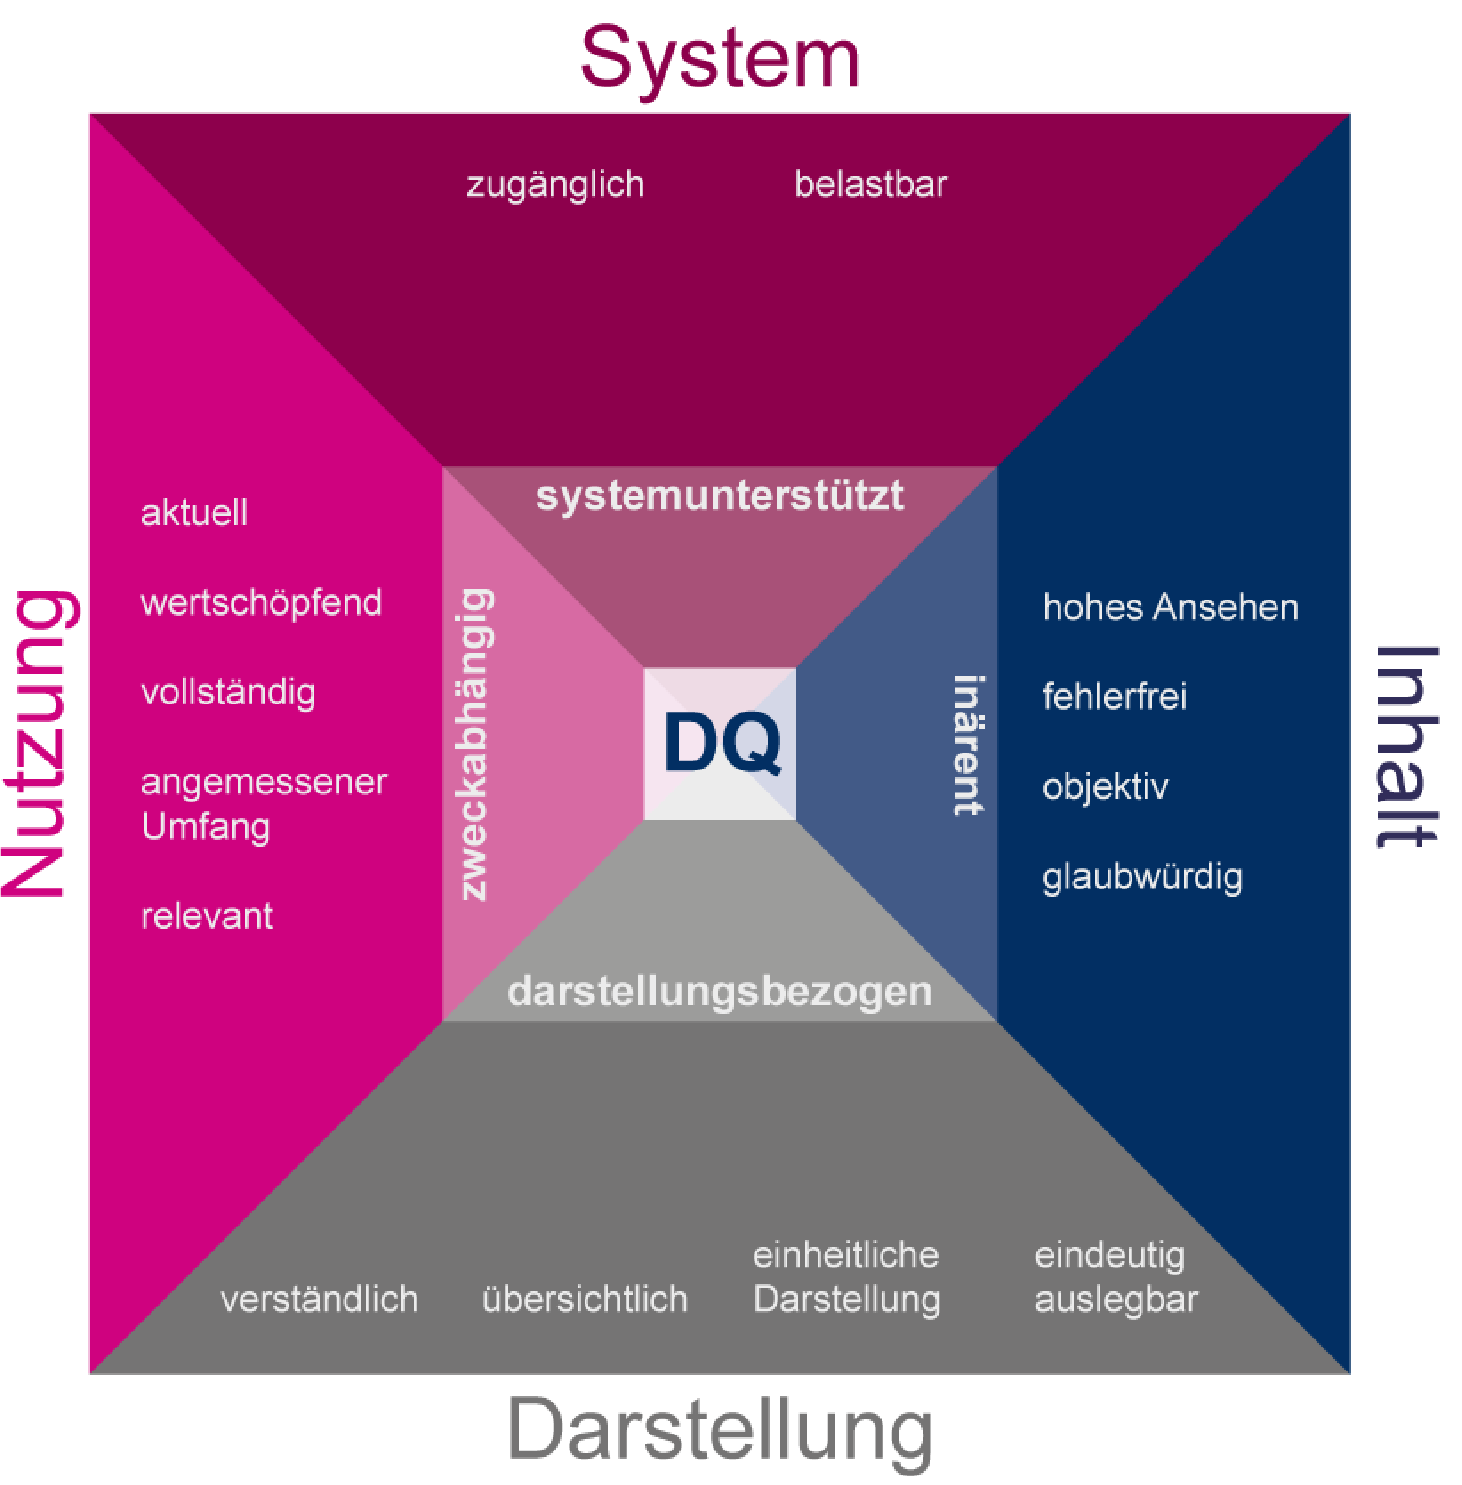 System
zugänglich belastbar
systemunterstützt
Nutzung
aktuell
wertschöpfend
vollständig
angemessener
Umfang
relevant
zweckabhängig
DQ
inärent
hohes Ansehen
fehlerfrei
objektiv
glaubwürdig
Inhalt
darstellungsbezogen
verständlich
übersichtlich
einheitliche
Darstellung
eindeutig
auslegbar
Darstellung